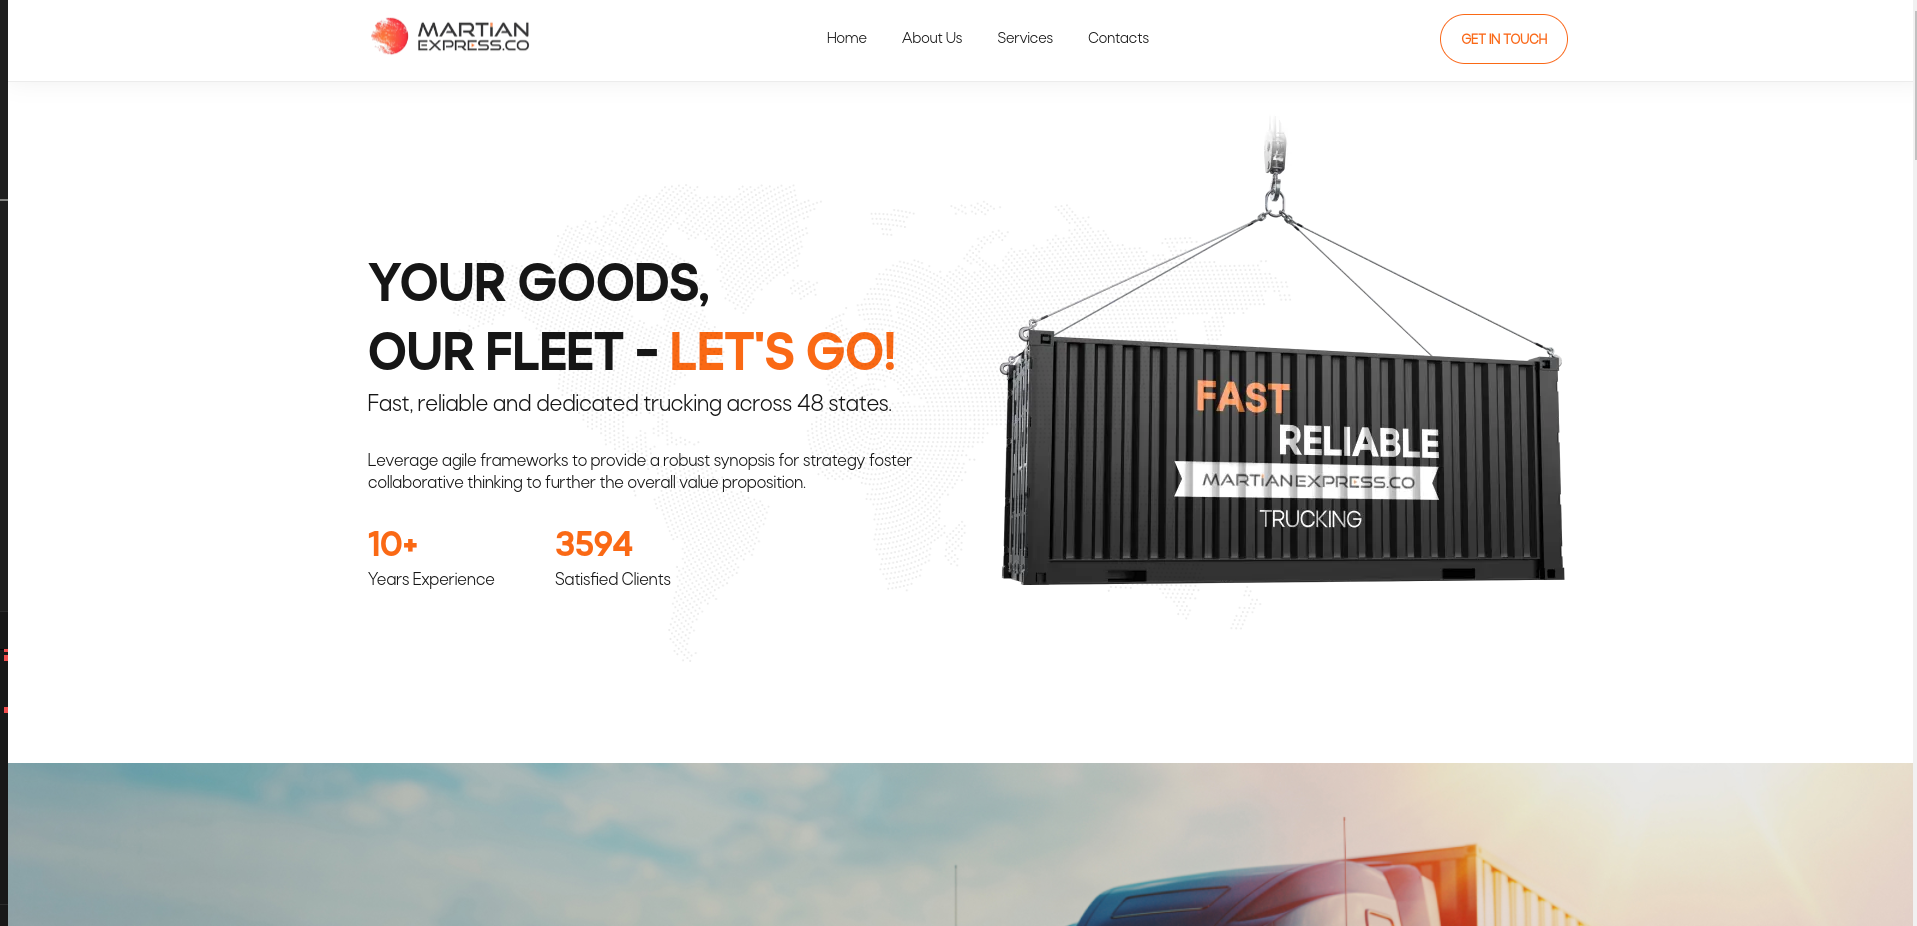 MARTIAN
EXPRESS.CO
Home
About Us
Services
Contacts
GET IN TOUCH
YOUR GOODS,
OUR FLEET - LET'S GO!
Fast, reliable and dedicated trucking across 48 states.
Leverage agile frameworks to provide a robust synopsis for strategy foster
collaborative thinking to further the overall value proposition.
10+
3594
Years Experience
Satisfied Clients
FAST
RELIABLE
MARTIANEXPRESS.CO
TRUCKING